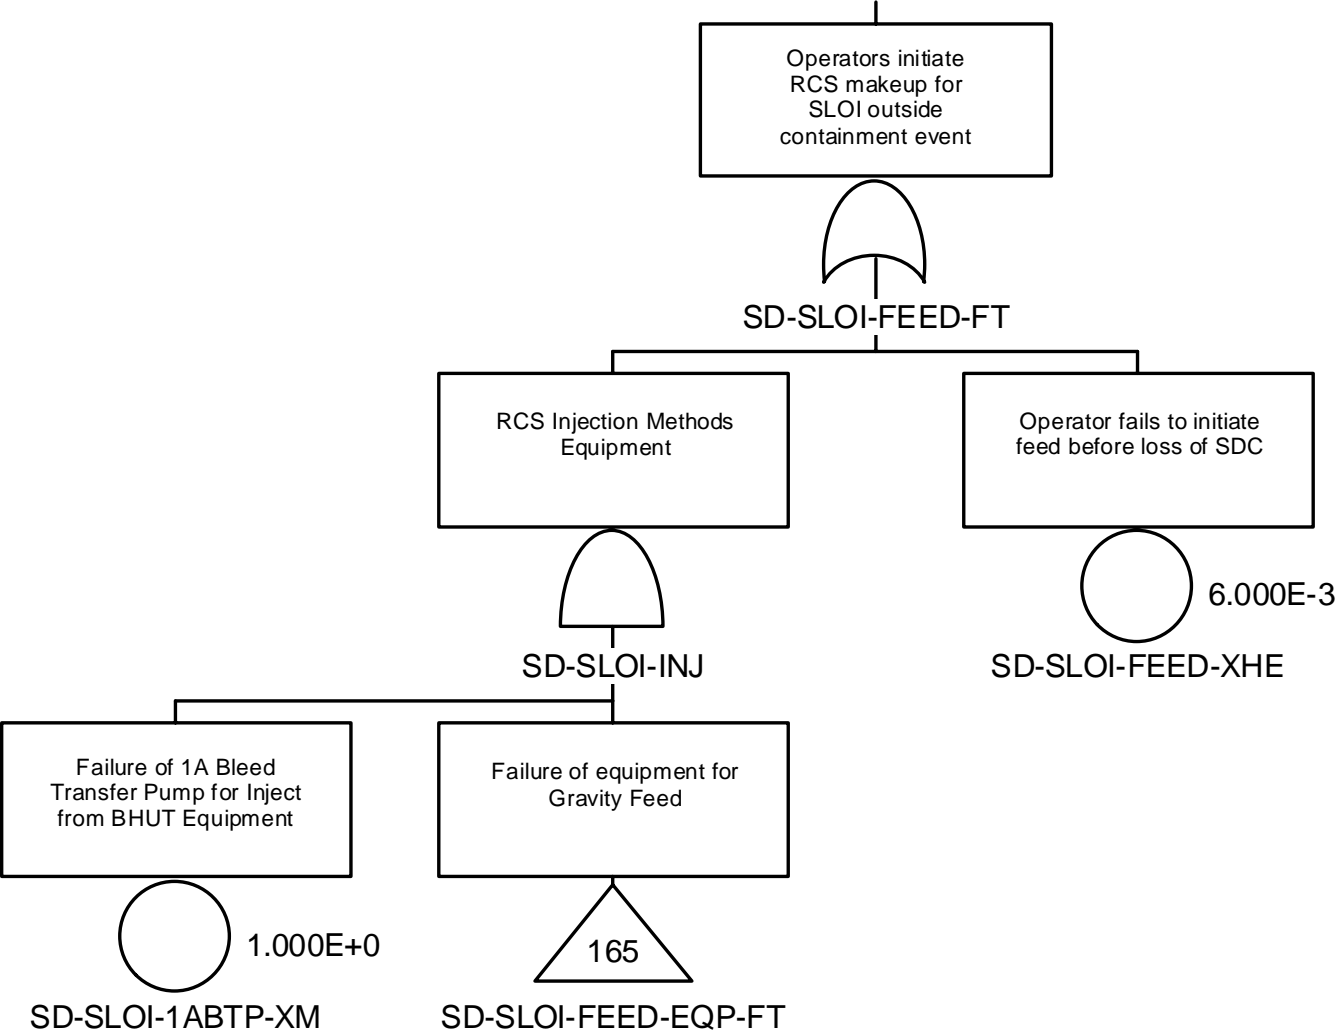 Operators initiate
RCS makeup for
SLOI outside
containment event
SD-SLOI-FEED-FT
RCS Injection Methods
Equipment
Operator fails to initiate
feed before loss of SDC
6.000E-3
SD-SLOI-INJ
SD-SLOI-FEED-XHE
Failure of 1A Bleed
Transfer Pump for Inject
from BHUT Equipment
Failure of equipment for
Gravity Feed
1.000E+0
165
SD-SLOI-1ABTP-XM
SD-SLOI-FEED-EQP-FT